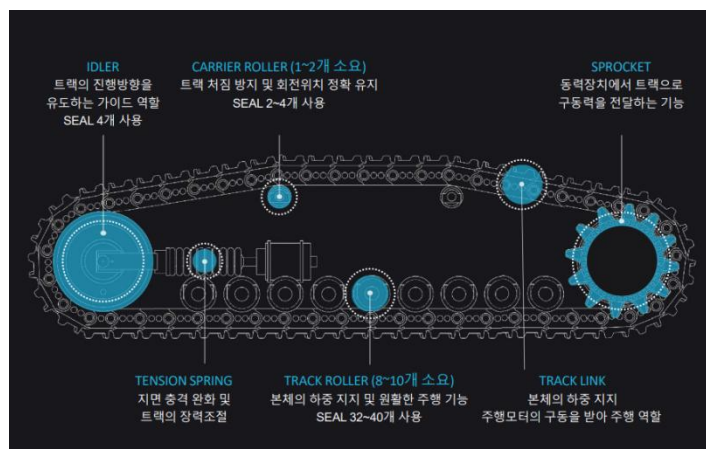 IDLER
트랙의 진행방향을
유도하는 가이드 역할
SEAL 4개 사용
CARRIER ROLLER (1~2개 소요)
트랙 처짐 방지 및 회전위치 정확 유지
SEAL 2~4개 사용
SPROCKET
동력장치에서 트랙으로
구동력을 전달하는 기능
TENSION SPRING
지면 충격 완화 및
트랙의 장력조절
TRACK ROLLER (8~10개 소요)
본체의 하중 지지 및 원활한 주행 기능
SEAL 32~40개 사용
TRACK LINK
본체의 하중 지지
주행모터의 구동을 받아 주행 역할